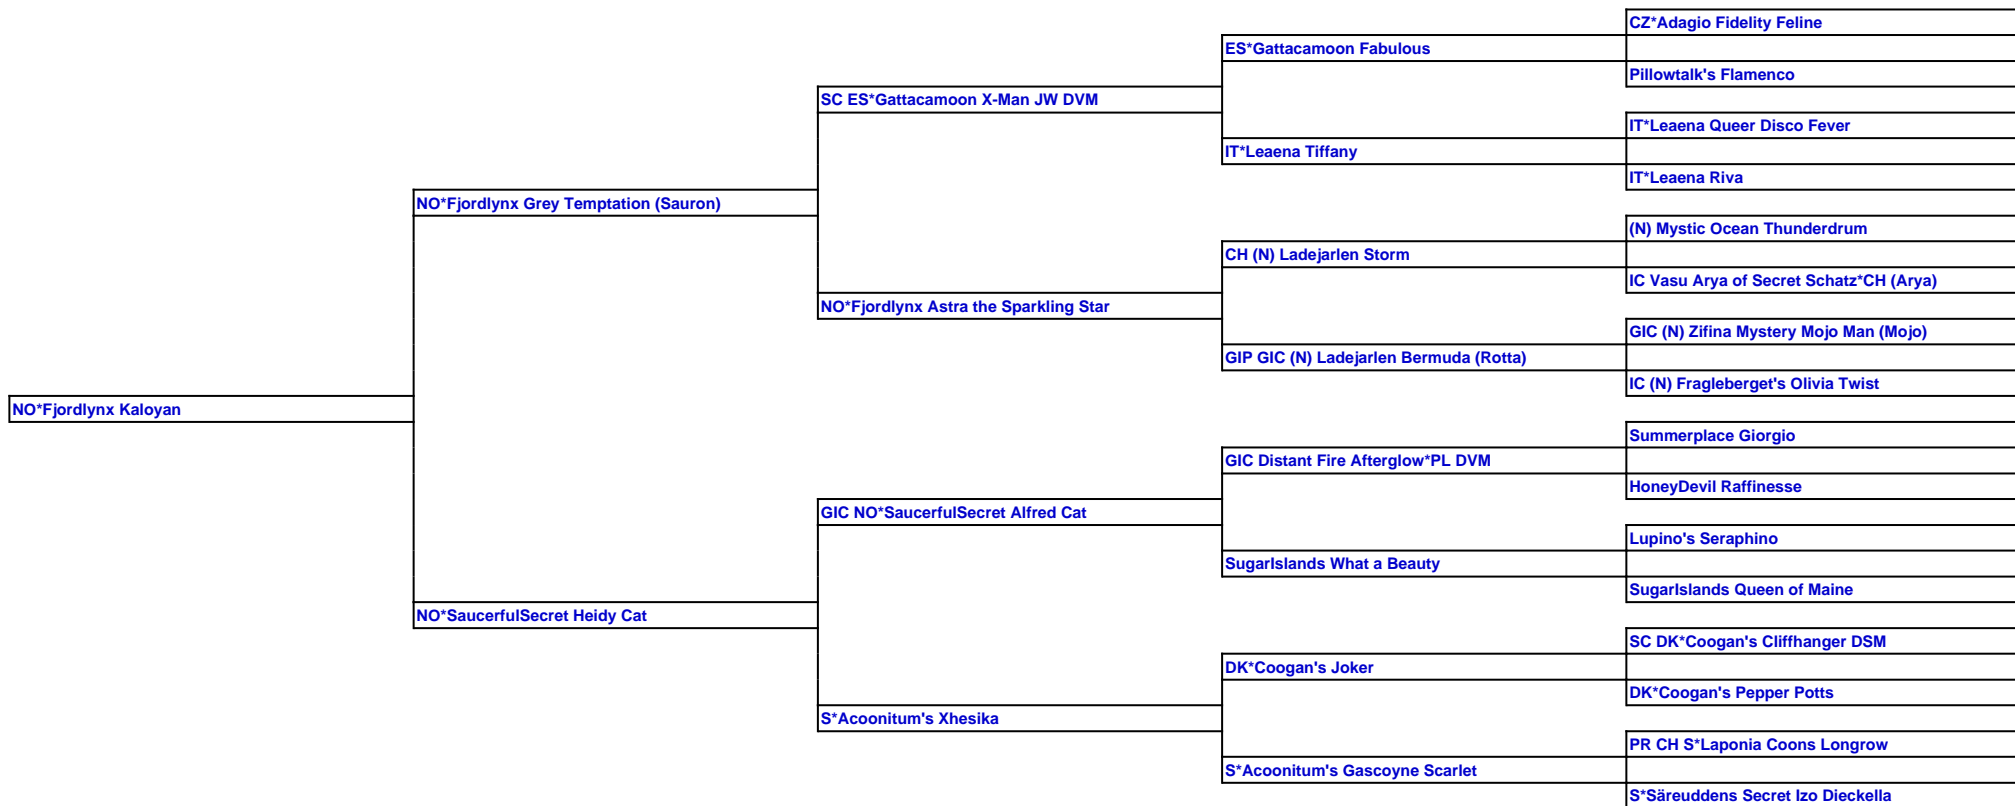 CZ*Adagio Fidelity Feline
ES*Gattacamoon Fabulous
Pillowtalk's Flamenco
SC ES*Gattacamoon X-Man JW DVM
IT*Leaena Queer Disco Fever
IT*Leaena Tiffany
IT*Leaena Riva
NO*Fjordlynx Grey Temptation (Sauron)
(N) Mystic Ocean Thunderdrum
CH (N) Ladejarlen Storm
IC Vasu Arya of Secret Schatz*CH (Arya)
NO*Fjordlynx Astra the Sparkling Star
GIC (N) Zifina Mystery Mojo Man (Mojo)
GIP GIC (N) Ladejarlen Bermuda (Rotta)
IC (N) Fragleberget's Olivia Twist
NO*Fjordlynx Kaloyan
Summerplace Giorgio
GIC Distant Fire Afterglow*PL DVM
HoneyDevil Raffinesse
GIC NO*SaucerfulSecret Alfred Cat
Lupino's Seraphino
SugarIslands What a Beauty
SugarIslands Queen of Maine
NO*SaucerfulSecret Heidy Cat
SC DK*Coogan's Cliffhanger DSM
DK*Coogan's Joker
DK*Coogan's Pepper Potts
S*Acoonitum's Xhesika
PR CH S*Laponia Coons Longrow
S*Acoonitum's Gascoyne Scarlet
S*Säreuddens Secret Izo Dieckella